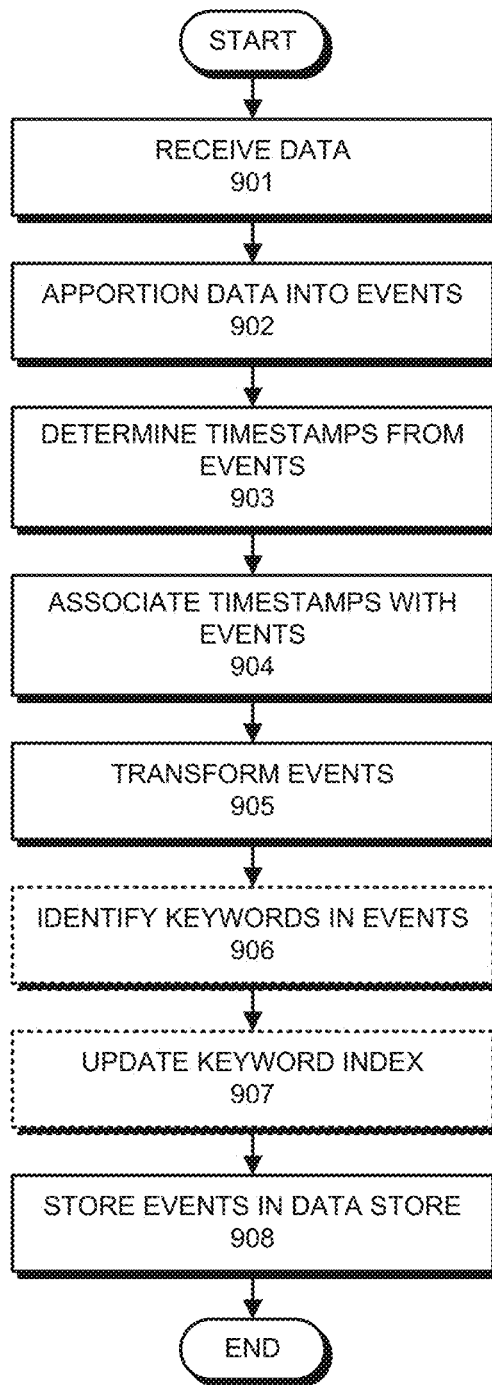 START
RECEIVE DATA
901
APPORTION DATA INTO EVENTS
902
DETERMINE TIMESTAMPS FROM
EVENTS
903
ASSOCIATE TIMESTAMPS WITH
EVENTS
904
TRANSFORM EVENTS
905
IDENTIFY KEYWORDS IN EVENTS
906
UPDATE KEYWORD INDEX
907
STORE EVENTS IN DATA STORE
908
END